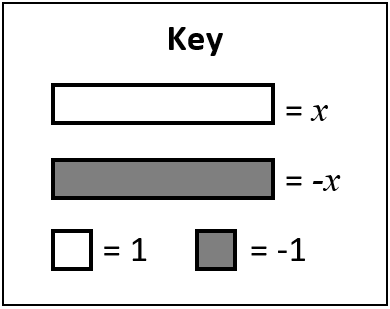 Key
= x
= -x
= 1 = -1